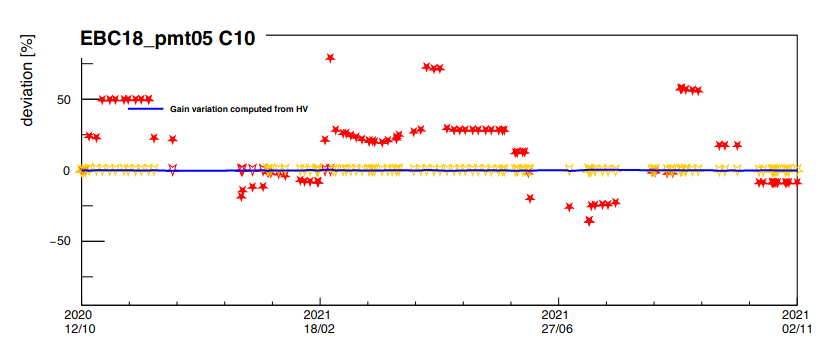 EBC18_pmt05 C10
deviation [%]
50
Gain variation computed from HV
0
−50
2020 2021 2021 2021
12/10 18/02 27/06 02/11